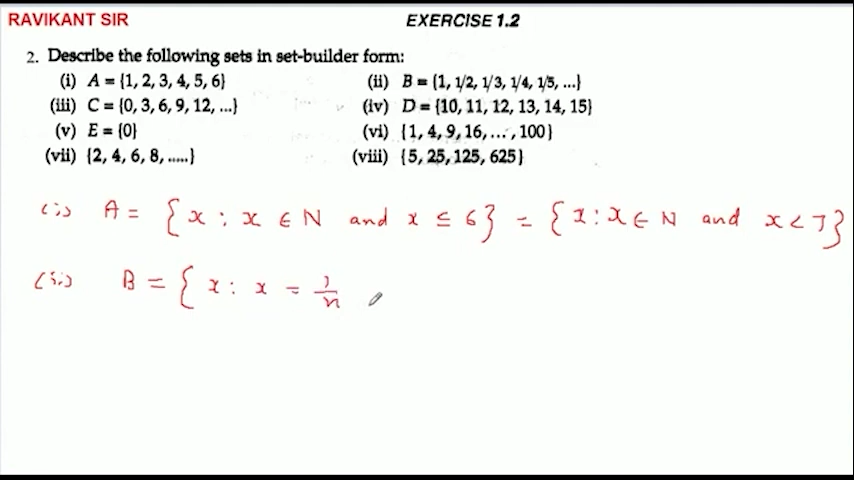 RAVIKANT SIR EXERCISE 1.2
2. Describe the following sets in set-builder form:
(i) A = {1, 2, 3, 4, 5, 6} (ii) B = {1, 1/2, 1/3, 1/4, 1/5, ...}
(iii) C = {0, 3, 6, 9, 12, ...} (iv) D = {10, 11, 12, 13, 14, 15}
(v) E = {0} (vi) {1, 4, 9, 16, ..., 100}
(vii) {2, 4, 6, 8, .....} (viii) {5, 25, 125, 625}
(i) A = {x : x ∈ N and x ≤ 6} = {x : x ∈ N and x < 7}
(ii) B = {x : x = 1/n